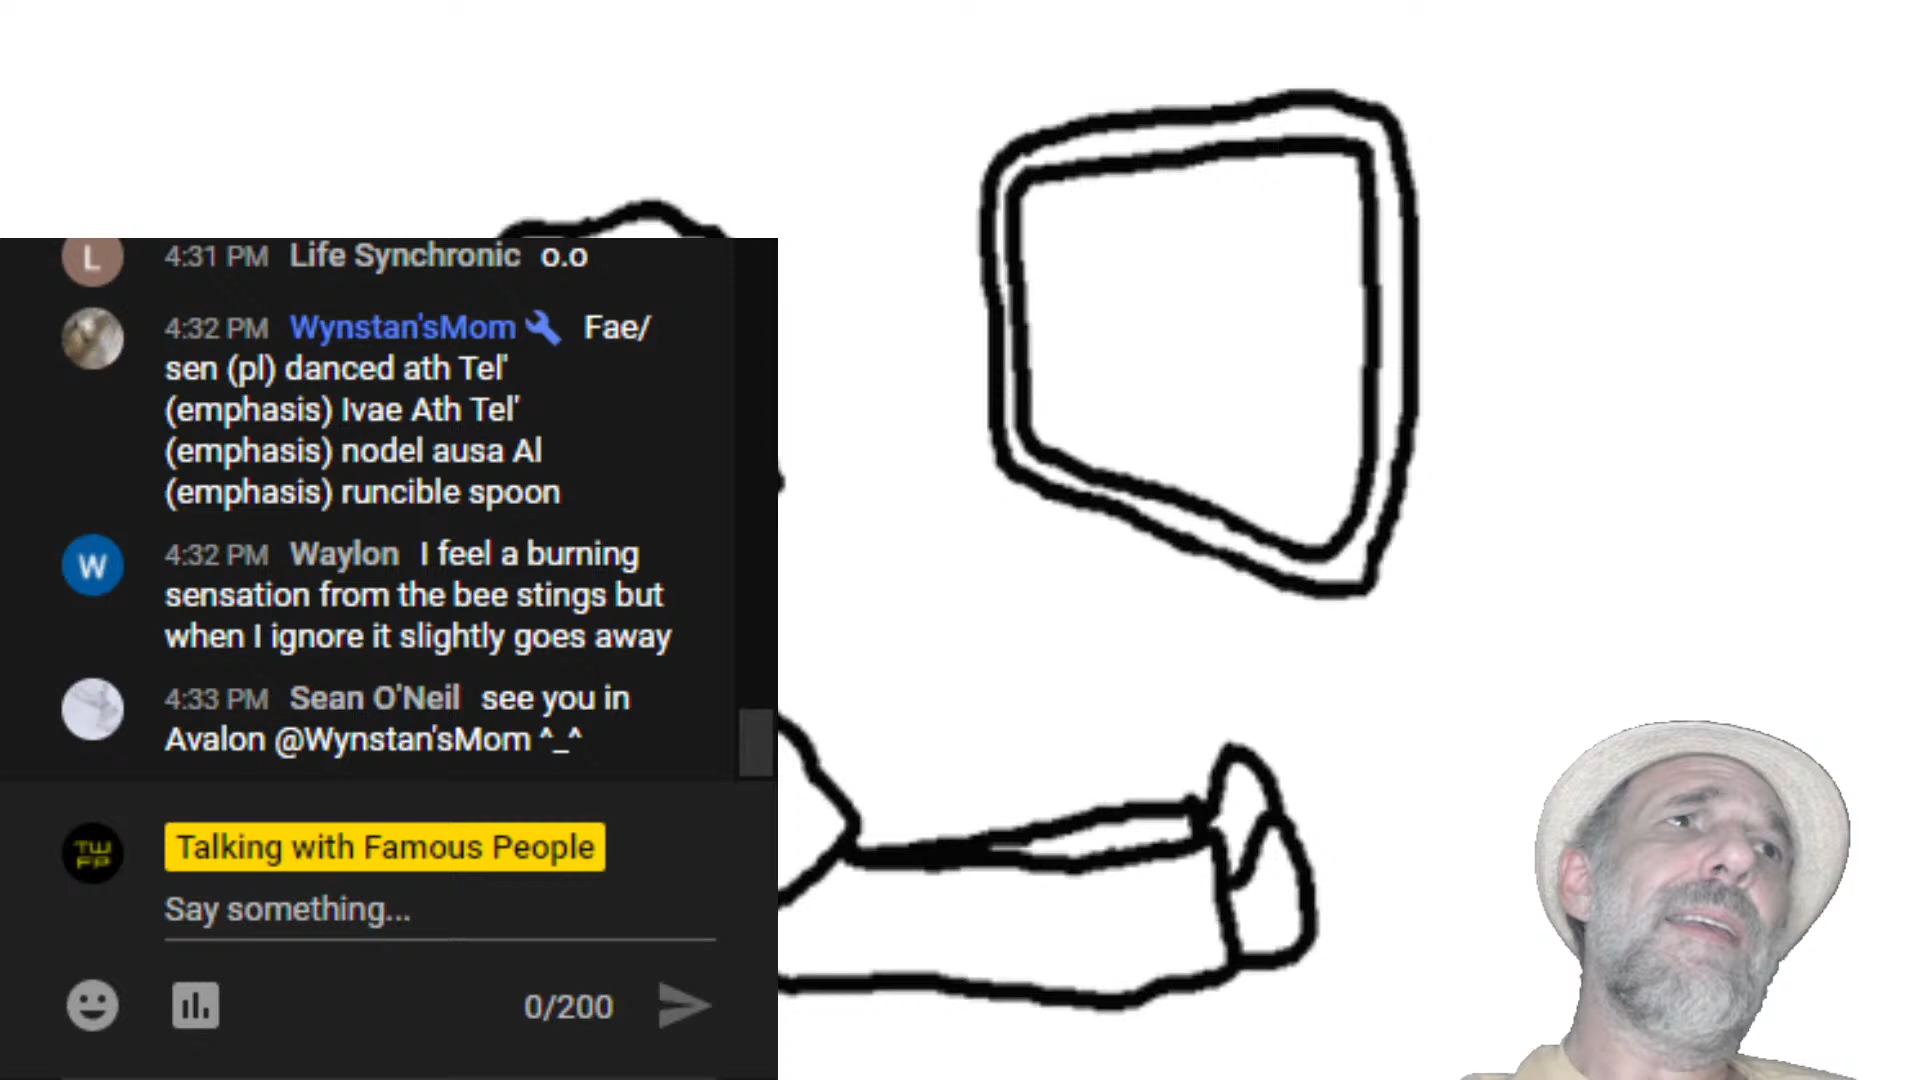 L
4:31 PM Life Synchronic o.o
4:32 PM Wynstan'sMom Fae/
sen (pl) danced ath Tel'
(emphasis) Ivae Ath Tel'
(emphasis) nodel ausa Al
(emphasis) runcible spoon
W
4:32 PM Waylon I feel a burning
sensation from the bee stings but
when I ignore it slightly goes away
4:33 PM Sean O'Neil see you in
Avalon @Wynstan'sMom ^_^
TW
FP
Talking with Famous People
Say something...
0/200